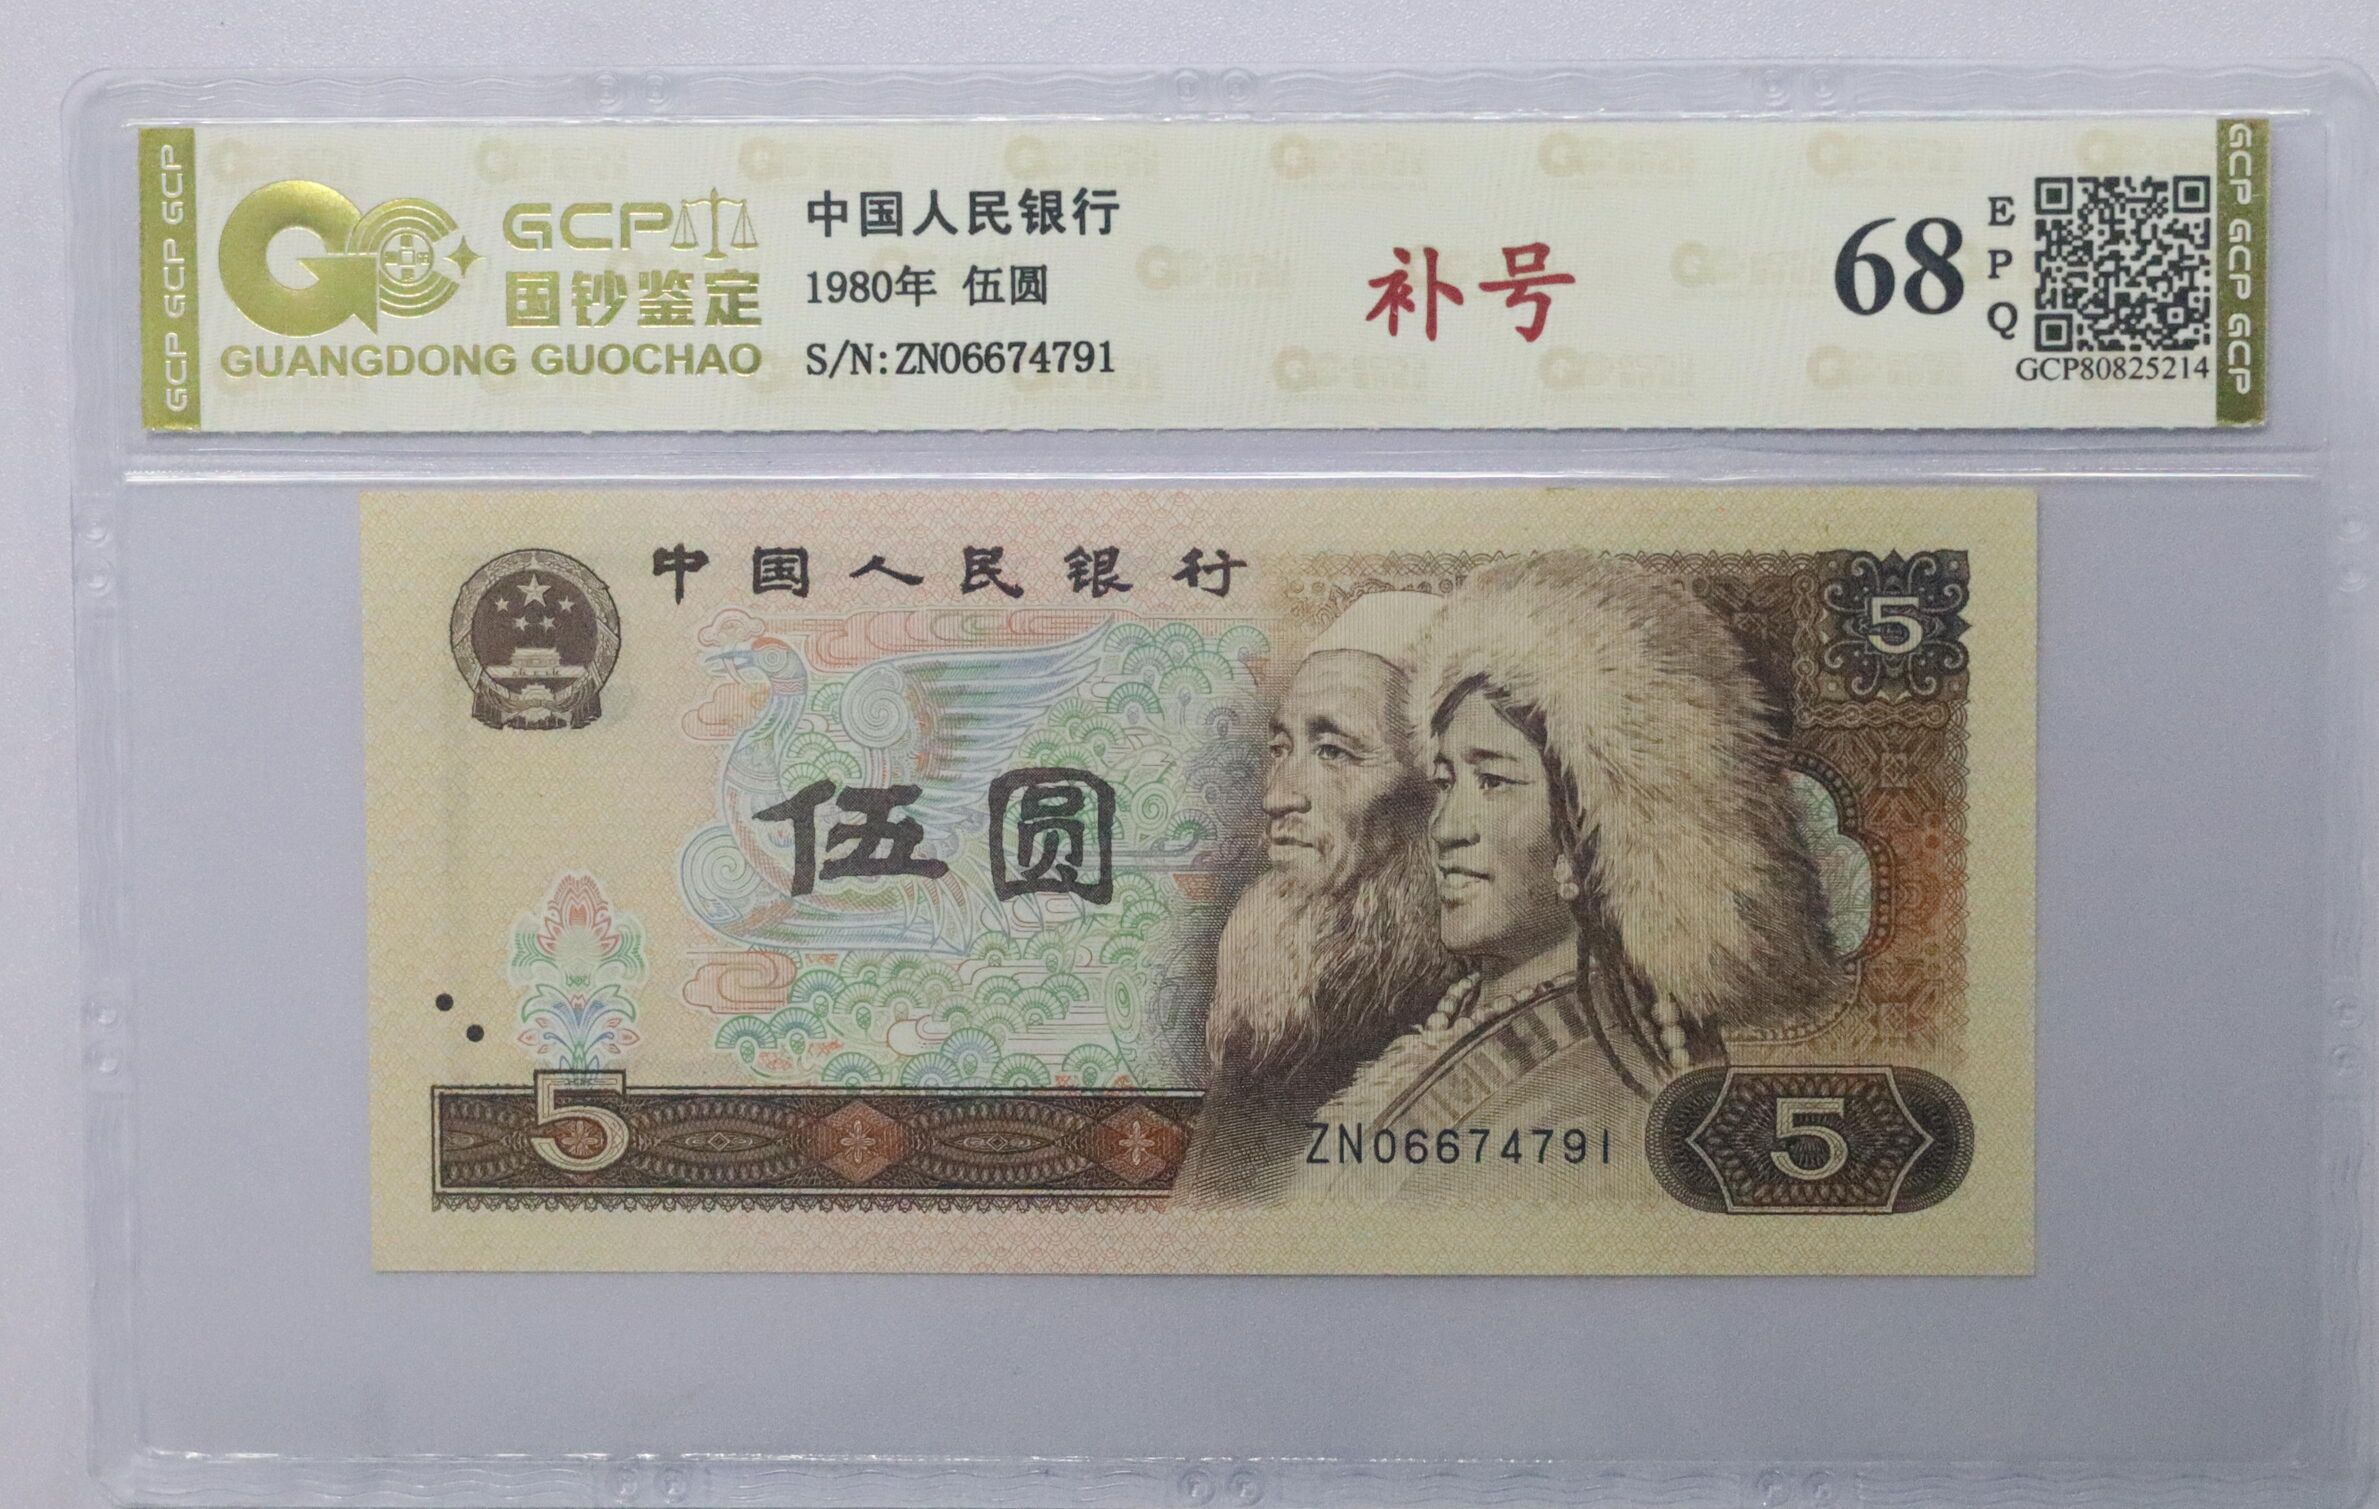 GCP GCP GCP
GCP
国钞鉴定
GUANGDONG GUOCHAO
中国人民银行
1980年 伍圆
S/N:ZN06674791
补号
68
EPQ
GCP80825214
GCP GCP GCP
中国人民银行
5
伍圆
5
ZN06674791
5